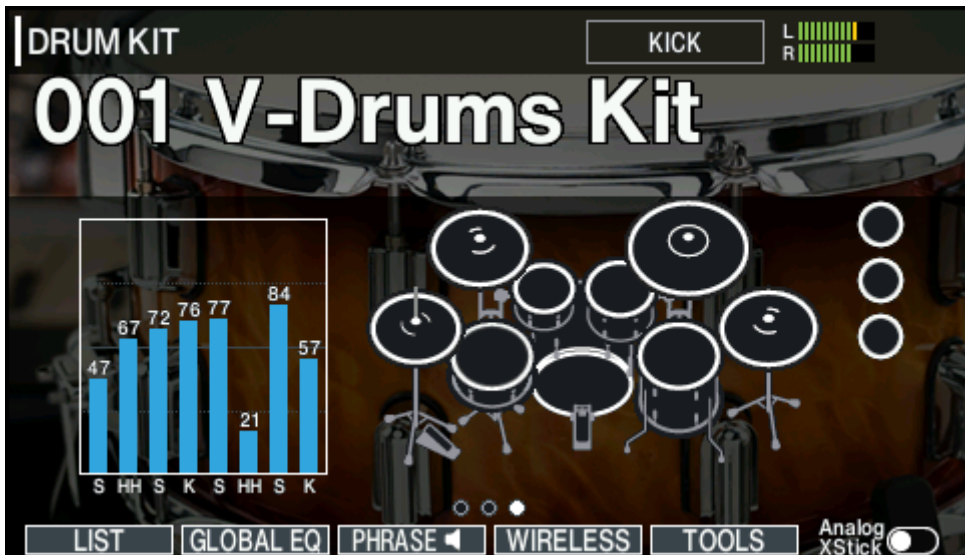 DRUM KIT
KICK
L
R
001 V-Drums Kit
84
76 77
72
67
57
47
21
S HH S K S HH S K
LIST GLOBAL EQ PHRASE WIRELESS TOOLS Analog
XStick